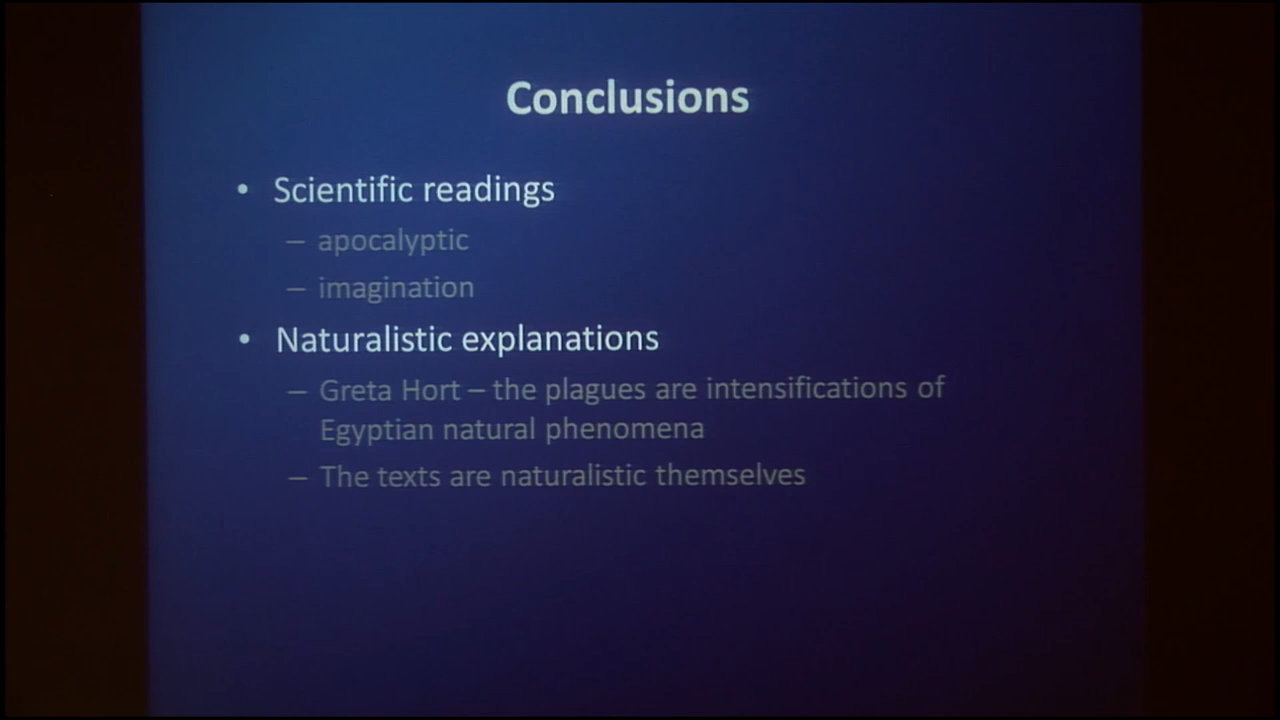 Conclusions
• Scientific readings
– apocalyptic
– imagination
• Naturalistic explanations
– Greta Hort – the plagues are intensifications of
Egyptian natural phenomena
– The texts are naturalistic themselves